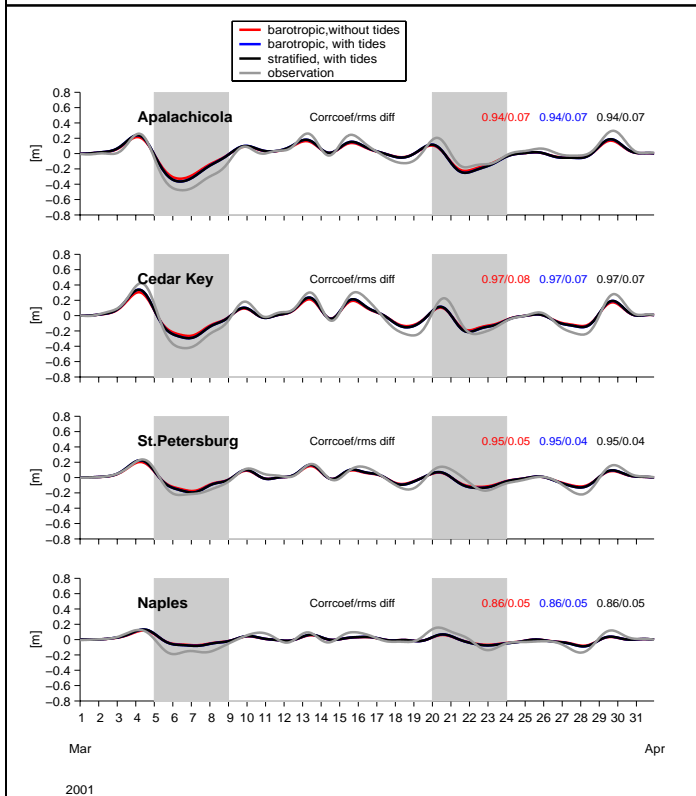 barotropic,without tides
barotropic, with tides
stratified, with tides
observation
0.8
0.6
0.4
0.2
0
−0.2
−0.4
−0.6
−0.8
[m]
Apalachicola
Corrcoef/rms diff
0.94/0.07 0.94/0.07 0.94/0.07
0.8
0.6
0.4
0.2
0
−0.2
−0.4
−0.6
−0.8
[m]
Cedar Key
Corrcoef/rms diff
0.97/0.08 0.97/0.07 0.97/0.07
0.8
0.6
0.4
0.2
0
−0.2
−0.4
−0.6
−0.8
[m]
St.Petersburg
Corrcoef/rms diff
0.95/0.05 0.95/0.04 0.95/0.04
0.8
0.6
0.4
0.2
0
−0.2
−0.4
−0.6
−0.8
[m]
Naples
Corrcoef/rms diff
0.86/0.05 0.86/0.05 0.86/0.05
1 2 3 4 5 6 7 8 9 10 11 12 13 14 15 16 17 18 19 20 21 22 23 24 25 26 27 28 29 30 31
Mar Apr
2001